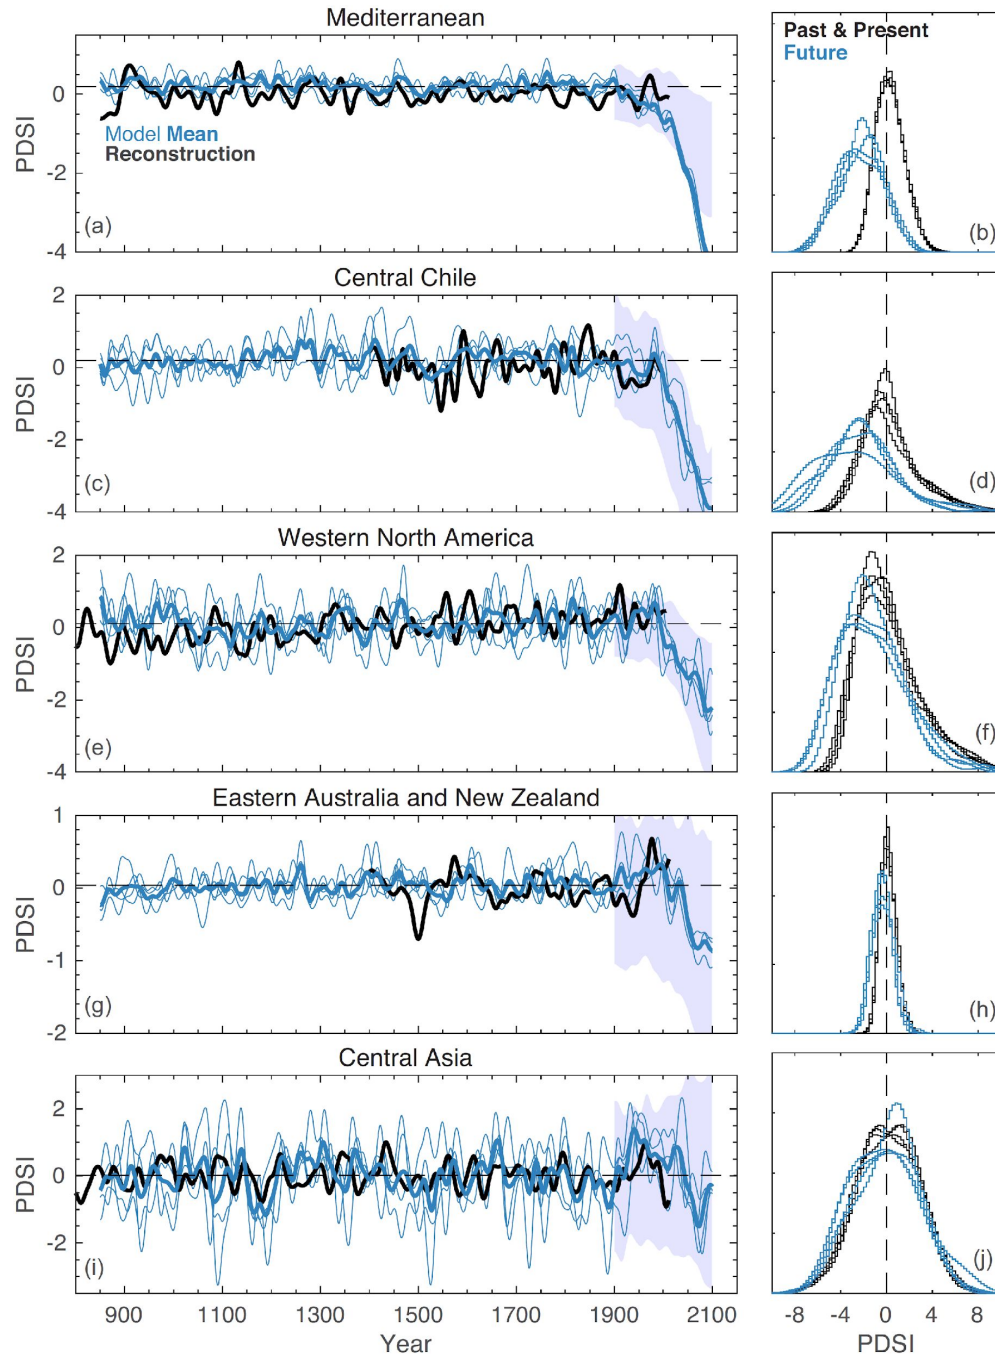 Mediterranean
PDSI
0
-2
-4
Model Mean
Reconstruction
(a)
Past & Present
Future
(b)
Central Chile
PDSI
2
0
-2
-4
(c)
(d)
Western North America
PDSI
2
0
-2
-4
(e)
(f)
Eastern Australia and New Zealand
PDSI
1
0
-1
-2
(g)
(h)
Central Asia
PDSI
2
0
-2
(i)
(j)
900 1100 1300 1500 1700 1900 2100
Year
-8 -4 0 4 8
PDSI